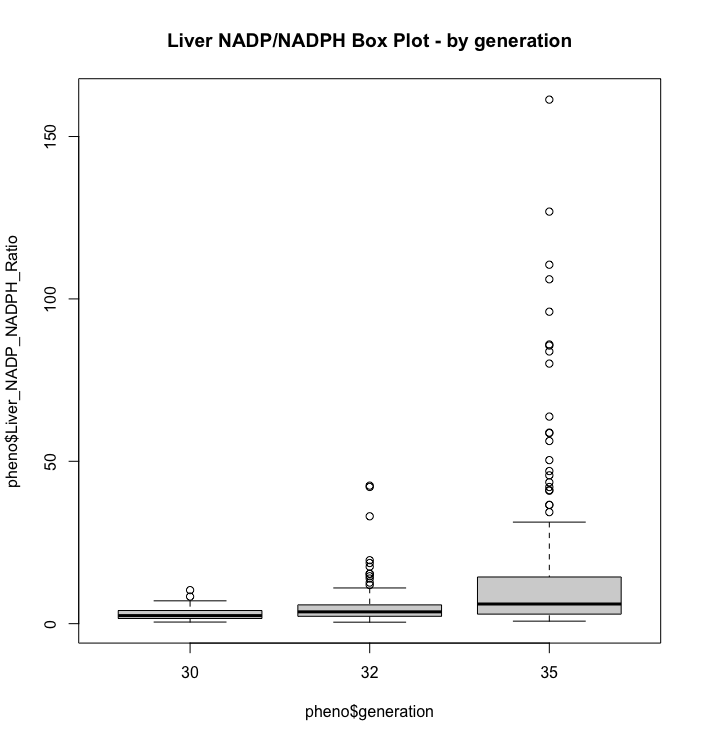 Liver NADP/NADPH Box Plot - by generation
pheno$Liver_NADP_NADPH_Ratio
150
100
50
0
30 32 35
pheno$generation